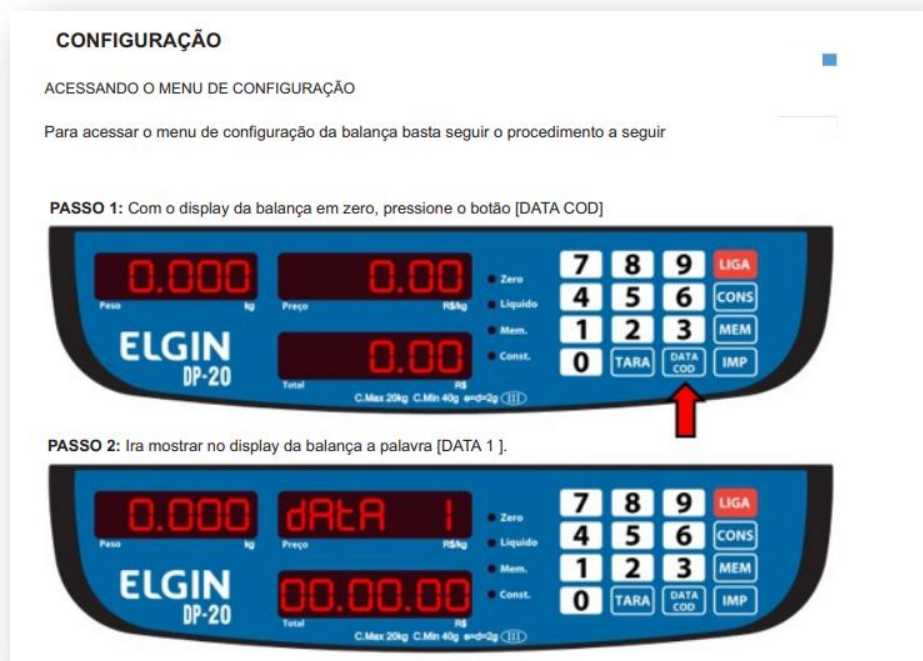 CONFIGURAÇÃO
ACESSANDO O MENU DE CONFIGURAÇÃO
Para acessar o menu de configuração da balança basta seguir o procedimento a seguir
PASSO 1: Com o display da balança em zero, pressione o botão [DATA COD]
0.000 0.00 7 8 9 LIGA
Zero
Peso kg Preço R$/kg Líquido 4 5 6 CONS
Mem. 1 2 3 MEM
ELGIN 0.00 Const. 0 TARA DATA COD IMP
DP-20
Total R$
C.Max 20kg C.Min 40g e=d=2g III
PASSO 2: Ira mostrar no display da balança a palavra [DATA 1 ].
0.000 dAtA 1 7 8 9 LIGA
Zero
Peso kg Preço R$/kg Líquido 4 5 6 CONS
Mem. 1 2 3 MEM
ELGIN 00.00.00 Const. 0 TARA DATA COD IMP
DP-20
Total R$
C.Max 20kg C.Min 40g e=d=2g III